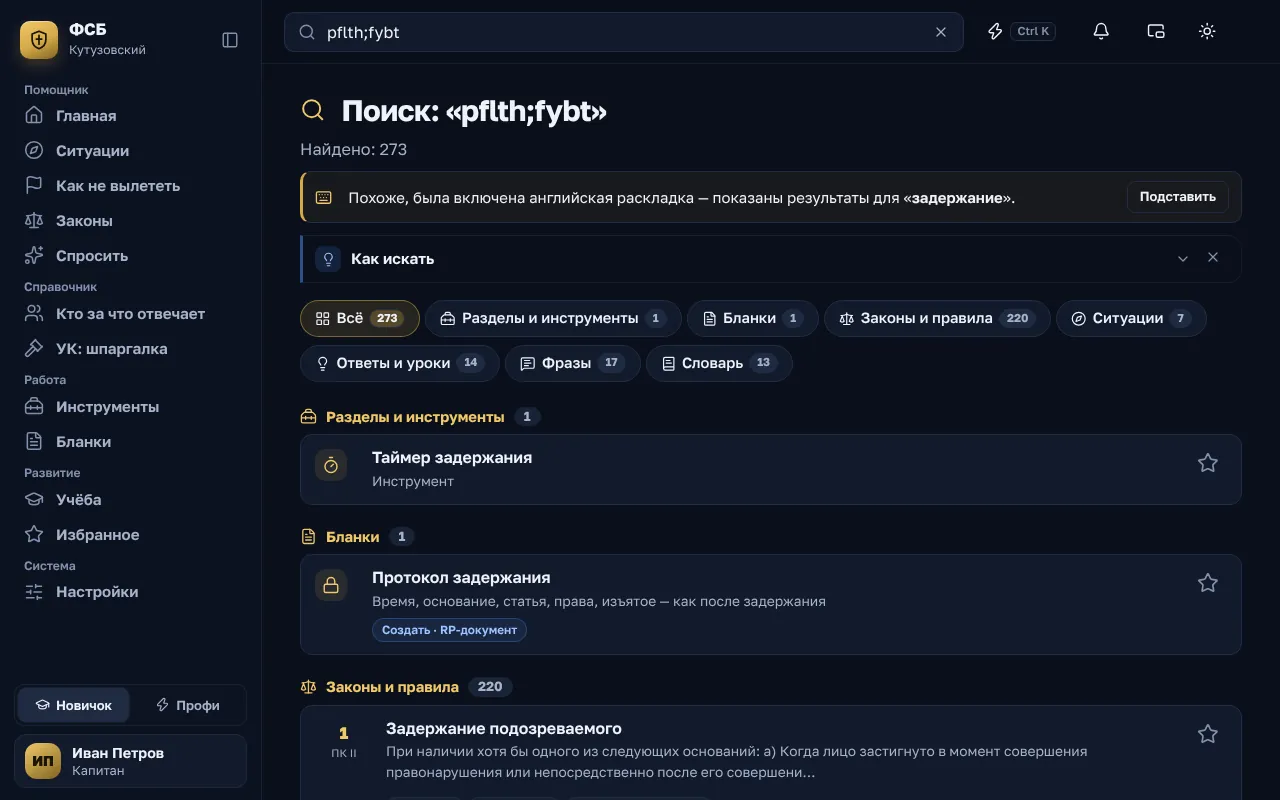 ФСБ
Кутузовский
Помощник
Главная
Ситуации
Как не вылететь
Законы
Спросить
Справочник
Кто за что отвечает
УК: шпаргалка
Работа
Инструменты
Бланки
Развитие
Учёба
Избранное
Система
Настройки
Новичок
Профи
ИП
Иван Петров
Капитан
pflth;fybt
Ctrl K
Поиск: «pflth;fybt»
Найдено: 273
Похоже, была включена английская раскладка — показаны результаты для «задержание».
Подставить
Как искать
Всё 273
Разделы и инструменты 1
Бланки 1
Законы и правила 220
Ситуации 7
Ответы и уроки 14
Фразы 17
Словарь 13
Разделы и инструменты 1
Таймер задержания
Инструмент
Бланки 1
Протокол задержания
Время, основание, статья, права, изъятое — как после задержания
Создать · RP-документ
Законы и правила 220
1
ПК II
Задержание подозреваемого
При наличии хотя бы одного из следующих оснований: а) Когда лицо застигнуто в момент совершения
правонарушения или непосредственно после его совершени...